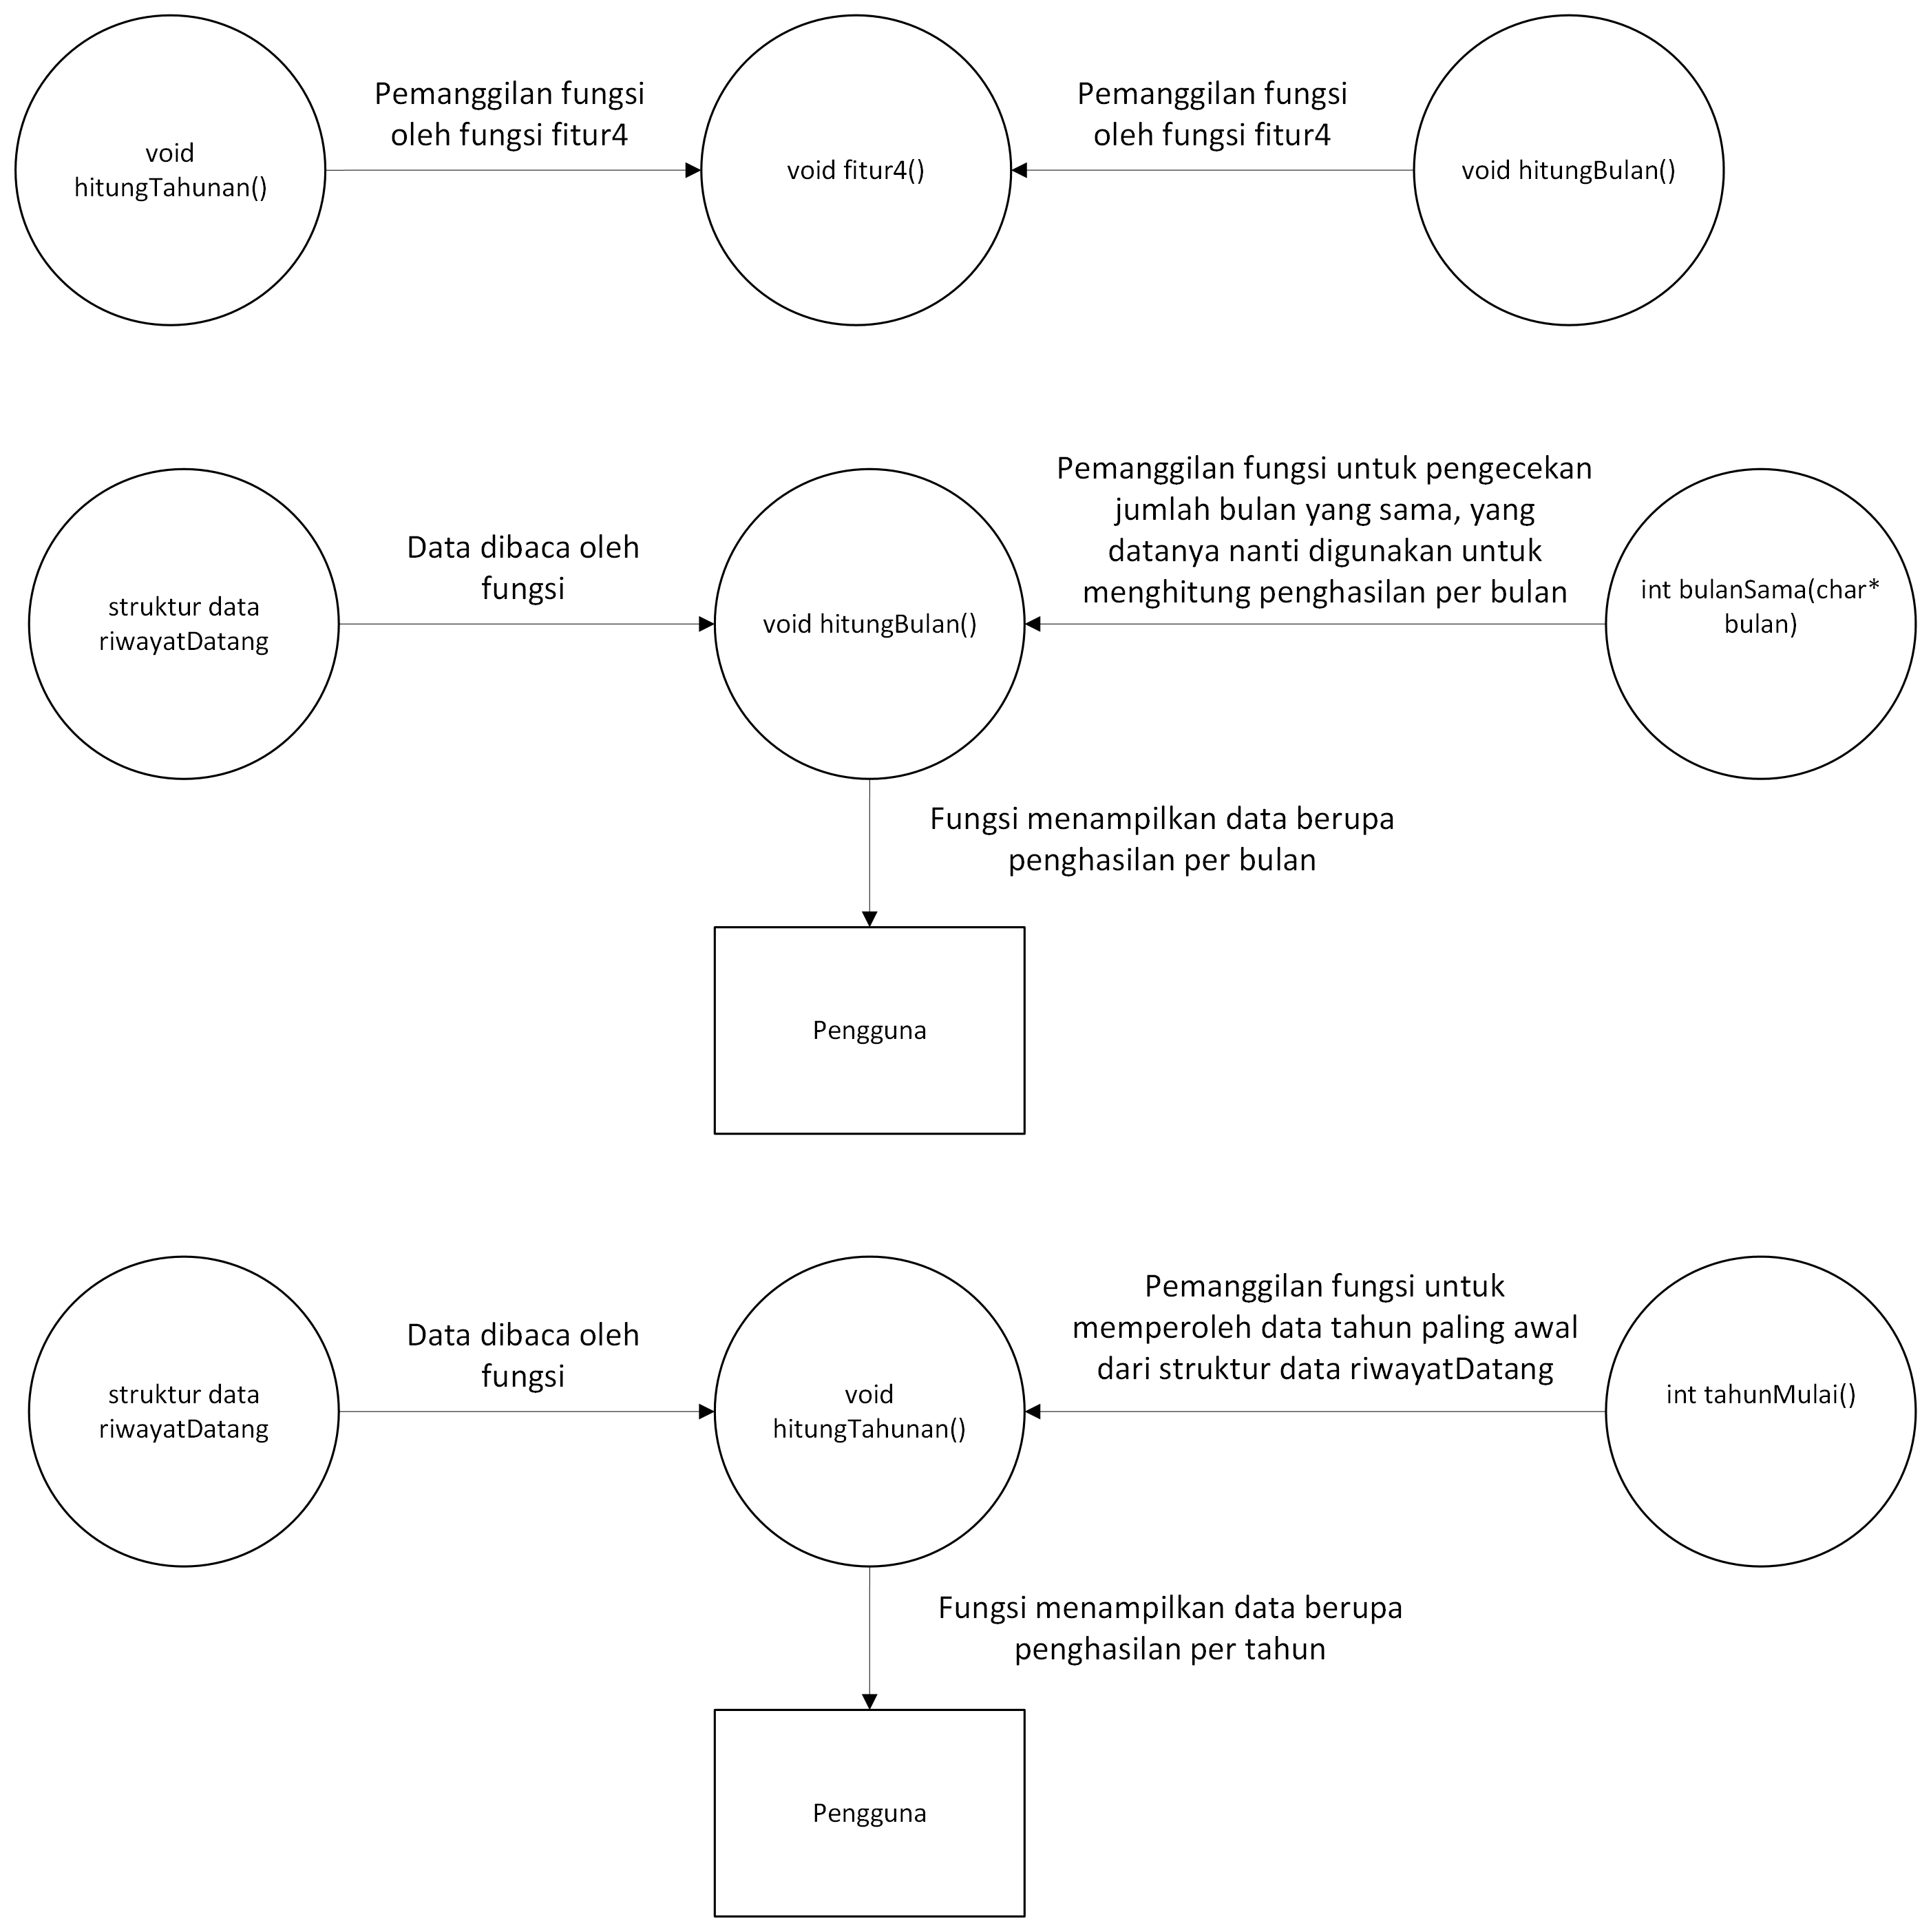 void
hitungTahunan()
Pemanggilan fungsi
oleh fungsi fitur4
void fitur4()
Pemanggilan fungsi
oleh fungsi fitur4
void hitungBulan()
struktur data
riwayatDatang
Data dibaca oleh
fungsi
void hitungBulan()
Pemanggilan fungsi untuk pengecekan
jumlah bulan yang sama, yang
datanya nanti digunakan untuk
menghitung penghasilan per bulan
int bulanSama(char*
bulan)
Fungsi menampilkan data berupa
penghasilan per bulan
Pengguna
struktur data
riwayatDatang
Data dibaca oleh
fungsi
void
hitungTahunan()
Pemanggilan fungsi untuk
memperoleh data tahun paling awal
dari struktur data riwayatDatang
int tahunMulai()
Fungsi menampilkan data berupa
penghasilan per tahun
Pengguna